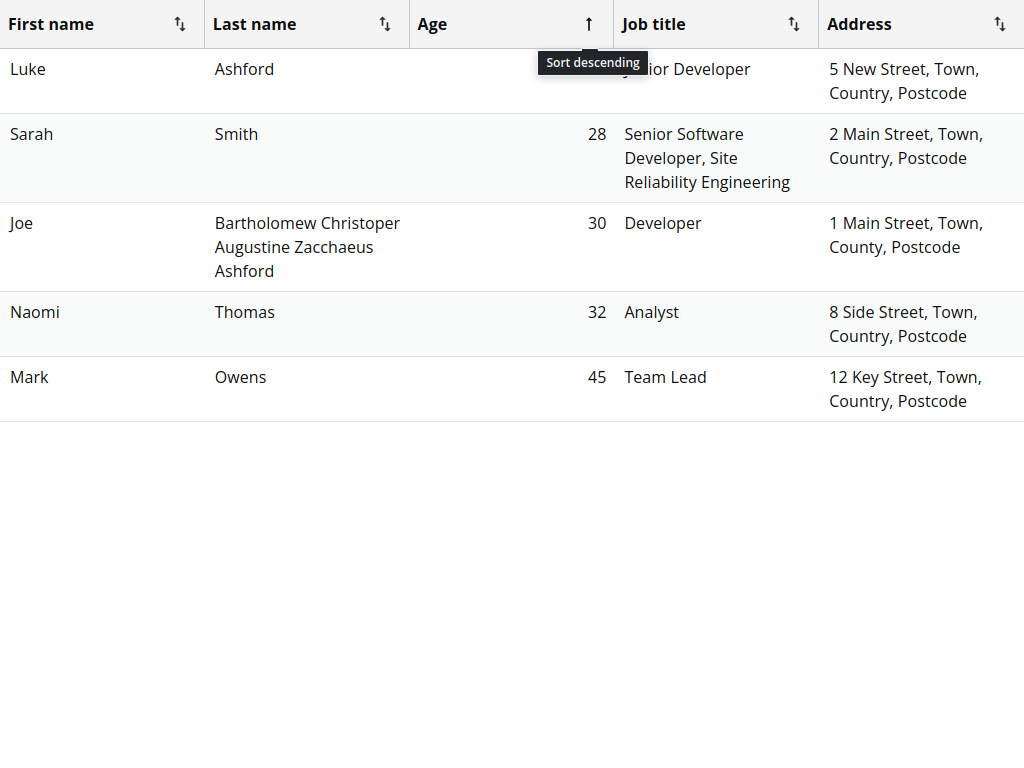 First name Last name Age Job title Address
Sort descending
Luke Ashford Developer 5 New Street, Town,
Country, Postcode
Sarah Smith 28 Senior Software 2 Main Street, Town,
Developer, Site Country, Postcode
Reliability Engineering
Joe Bartholomew Christoper 30 Developer 1 Main Street, Town,
Augustine Zacchaeus County, Postcode
Ashford
Naomi Thomas 32 Analyst 8 Side Street, Town,
Country, Postcode
Mark Owens 45 Team Lead 12 Key Street, Town,
Country, Postcode